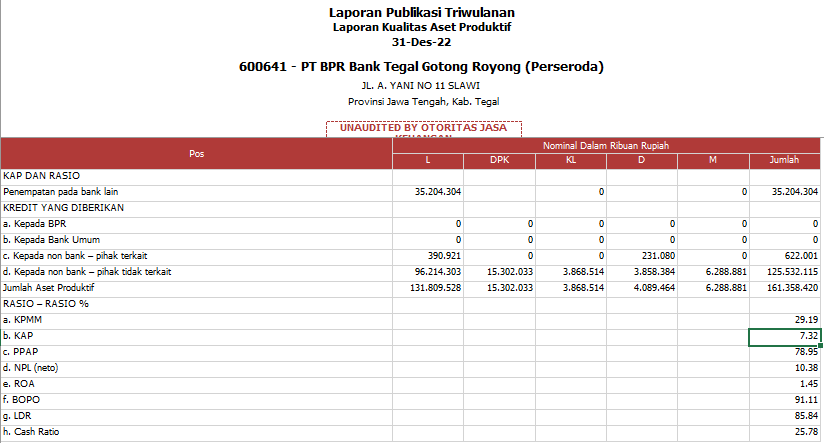 Laporan Publikasi Triwulanan
Laporan Kualitas Aset Produktif
31-Des-22
600641 - PT BPR Bank Tegal Gotong Royong (Perseroda)
JL. A. YANI NO 11 SLAWI
Provinsi Jawa Tengah, Kab. Tegal
UNAUDITED BY OTORITAS JASA
KEUANGAN
Pos Nominal Dalam Ribuan Rupiah
L DPK KL D M Jumlah
KAP DAN RASIO
Penempatan pada bank lain 35.204.304 0 0 35.204.304
KREDIT YANG DIBERIKAN
a. Kepada BPR 0 0 0 0 0 0
b. Kepada Bank Umum 0 0 0 0 0 0
c. Kepada non bank – pihak terkait 390.921 0 0 231.080 0 622.001
d. Kepada non bank – pihak tidak terkait 96.214.303 15.302.033 3.868.514 3.858.384 6.288.881 125.532.115
Jumlah Aset Produktif 131.809.528 15.302.033 3.868.514 4.089.464 6.288.881 161.358.420
RASIO – RASIO %
a. KPMM 29.19
b. KAP 7.32
c. PPAP 78.95
d. NPL (neto) 10.38
e. ROA 1.45
f. BOPO 91.11
g. LDR 85.84
h. Cash Ratio 25.78